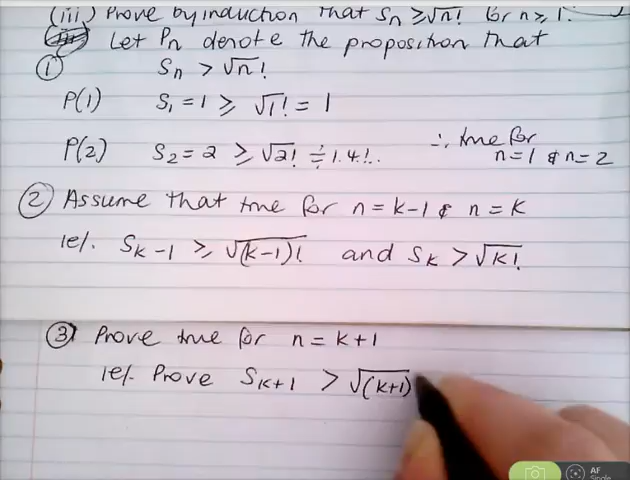 (iii) Prove by induction that Sn ≥ √n! for n ≥ 1.
Let Pn denote the proposition that
① Sn > √n!
P(1) S1 = 1 ≥ √1! = 1
P(2) S2 = 2 ≥ √2! ≑ 1.4!.. ∴ true for n=1 & n=2
② Assume that true for n = k-1 & n = k
ie/. Sk-1 ≥ √(k-1)! and Sk > √k!
③ Prove true for n = k+1
ie/. Prove Sk+1 > √(k+1)
AF
Single